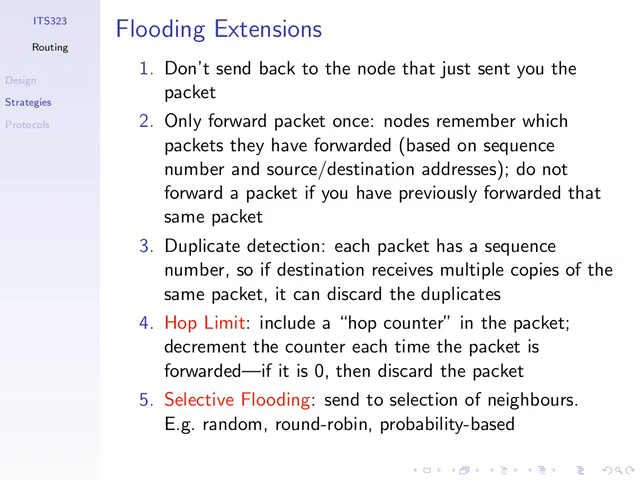 ITS323
Routing
Design
Strategies
Protocols
Flooding Extensions
1. Don't send back to the node that just sent you the
packet
2. Only forward packet once: nodes remember which
packets they have forwarded (based on sequence
number and source/destination addresses); do not
forward a packet if you have previously forwarded that
same packet
3. Duplicate detection: each packet has a sequence
number, so if destination receives multiple copies of the
same packet, it can discard the duplicates
4. Hop Limit: include a “hop counter” in the packet;
decrement the counter each time the packet is
forwarded—if it is 0, then discard the packet
5. Selective Flooding: send to selection of neighbours.
E.g. random, round-robin, probability-based